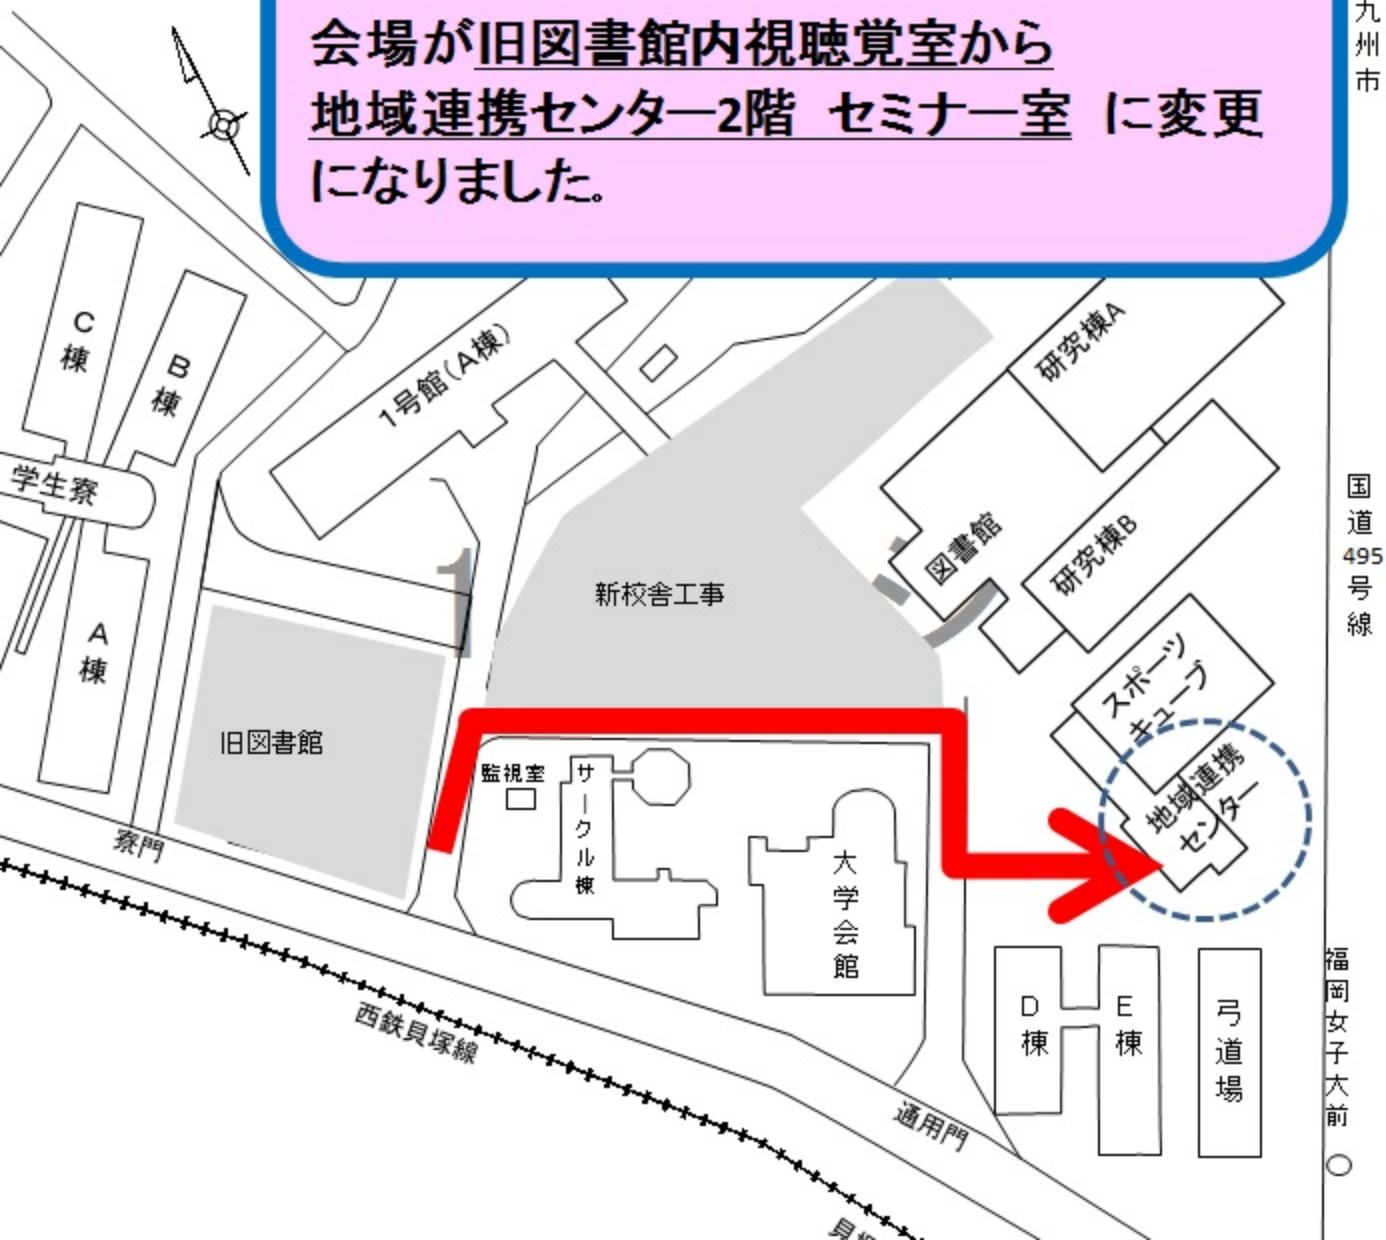 会場が旧図書館内視聴覚室から
地域連携センター2階　セミナー室　に変更
になりました。
九州市
C棟
B棟
1号館(A棟)
研究棟A
学生寮
図書館
研究棟B
国道495号線
新校舎工事
1
A棟
スポーツ
キューブ
旧図書館
監視室
サークル棟
地域連携
センター
寮門
大学会館
西鉄貝塚線
D棟
E棟
弓道場
福岡女子大前
通用門